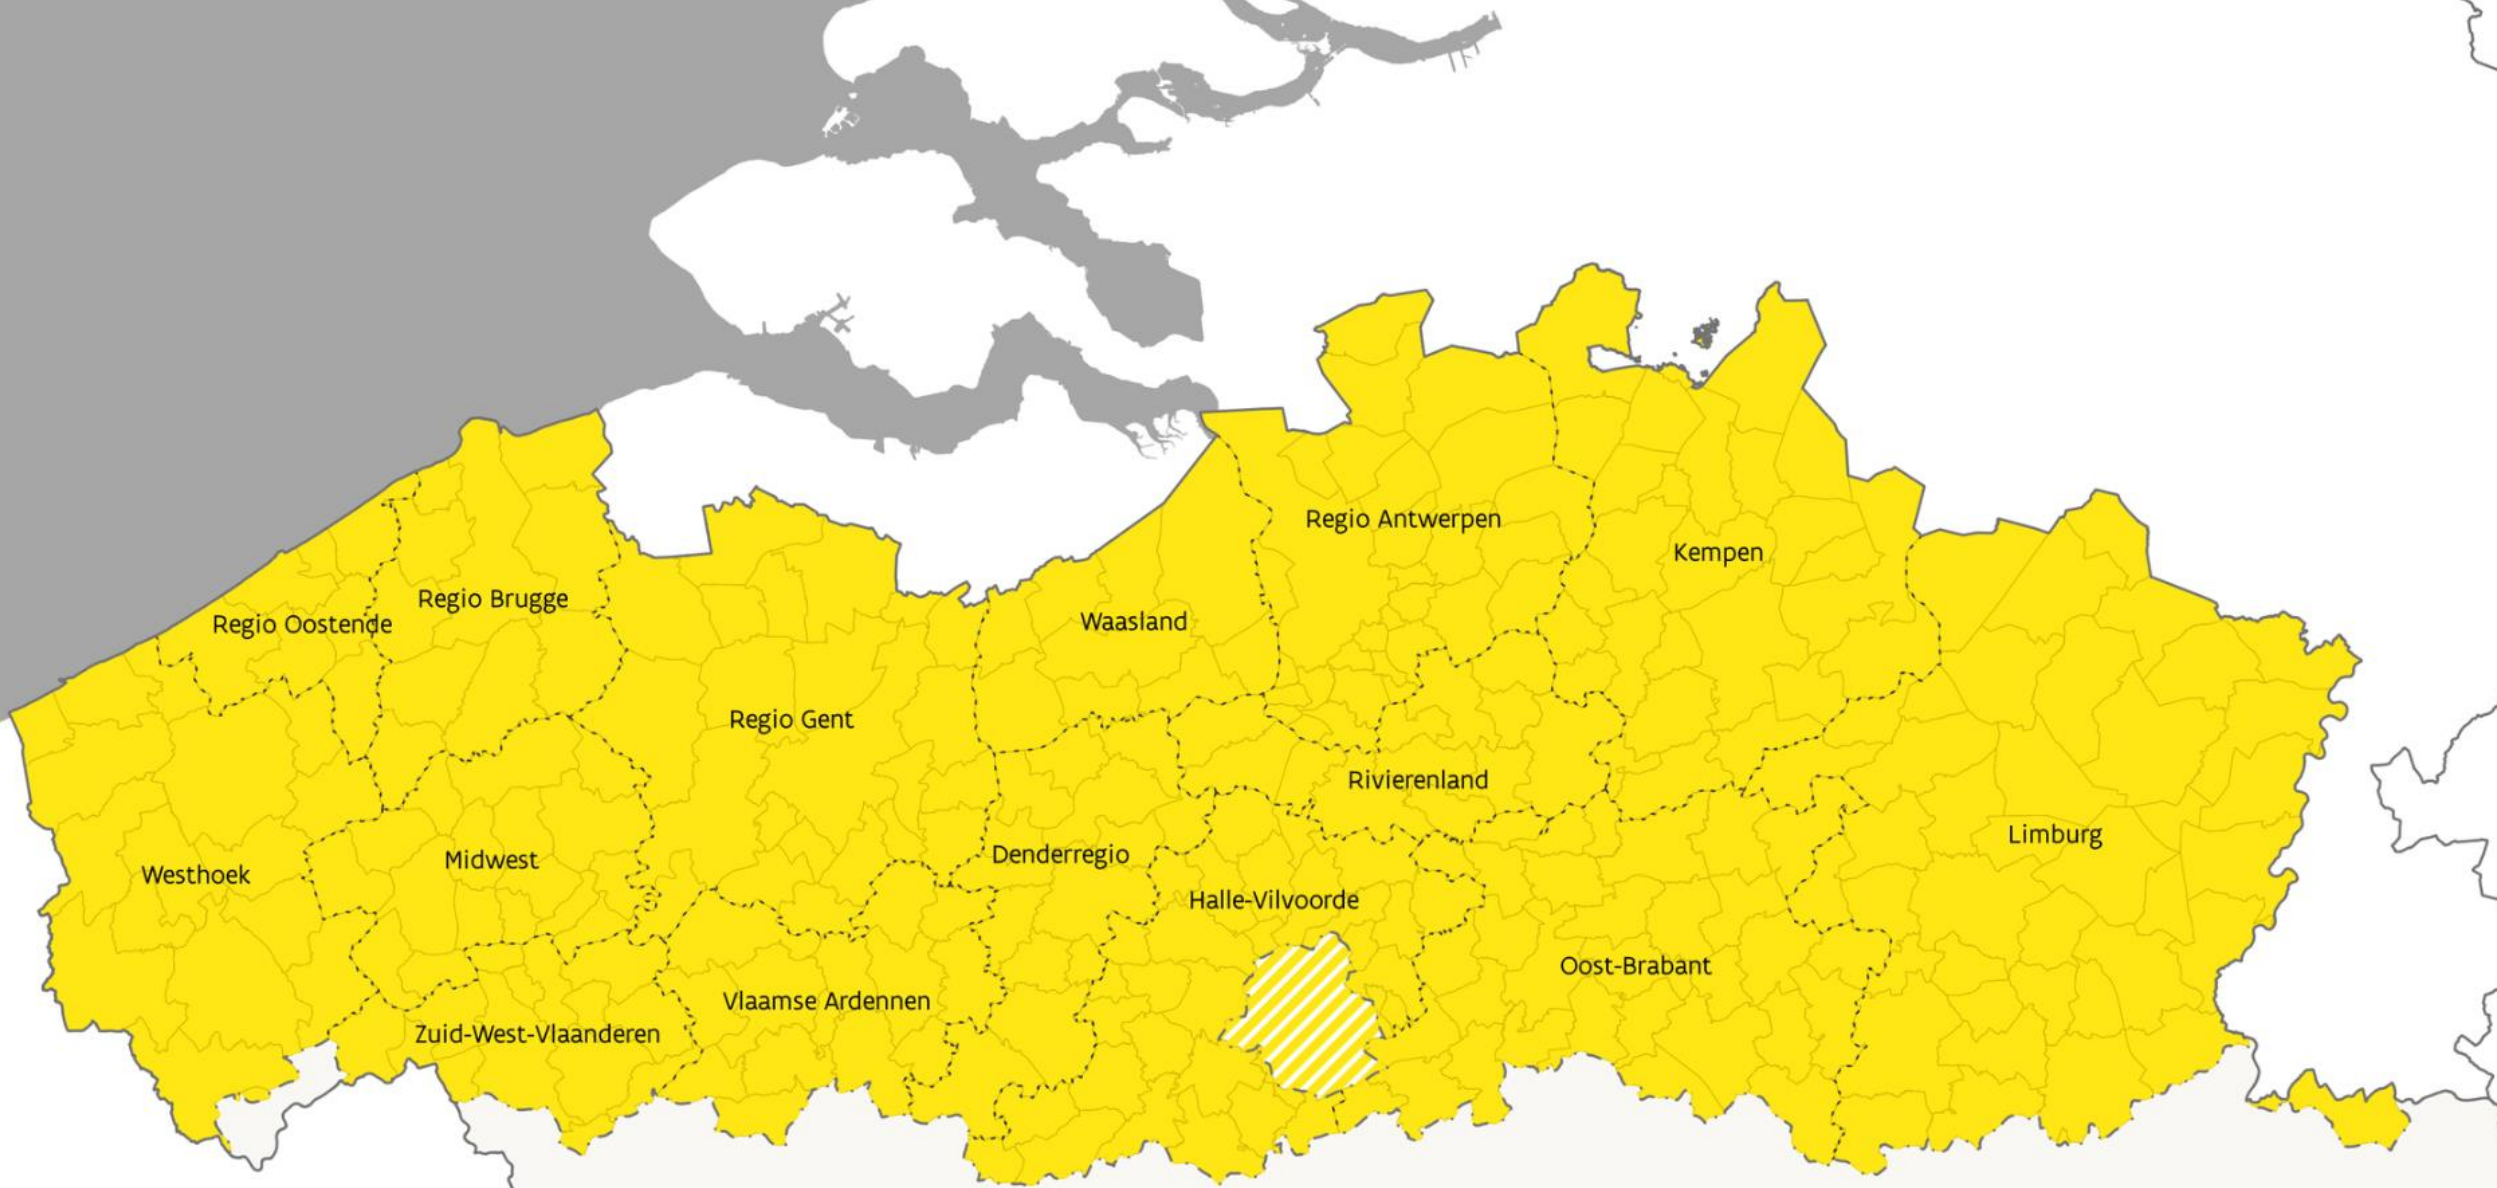 Regio Antwerpen
Kempen
Regio Brugge
Regio Oostende
Waasland
Regio Gent
Rivierenland
Limburg
Denderregio
Midwest
Westhoek
Halle-Vilvoorde
Oost-Brabant
Vlaamse Ardennen
Zuid-West-Vlaanderen